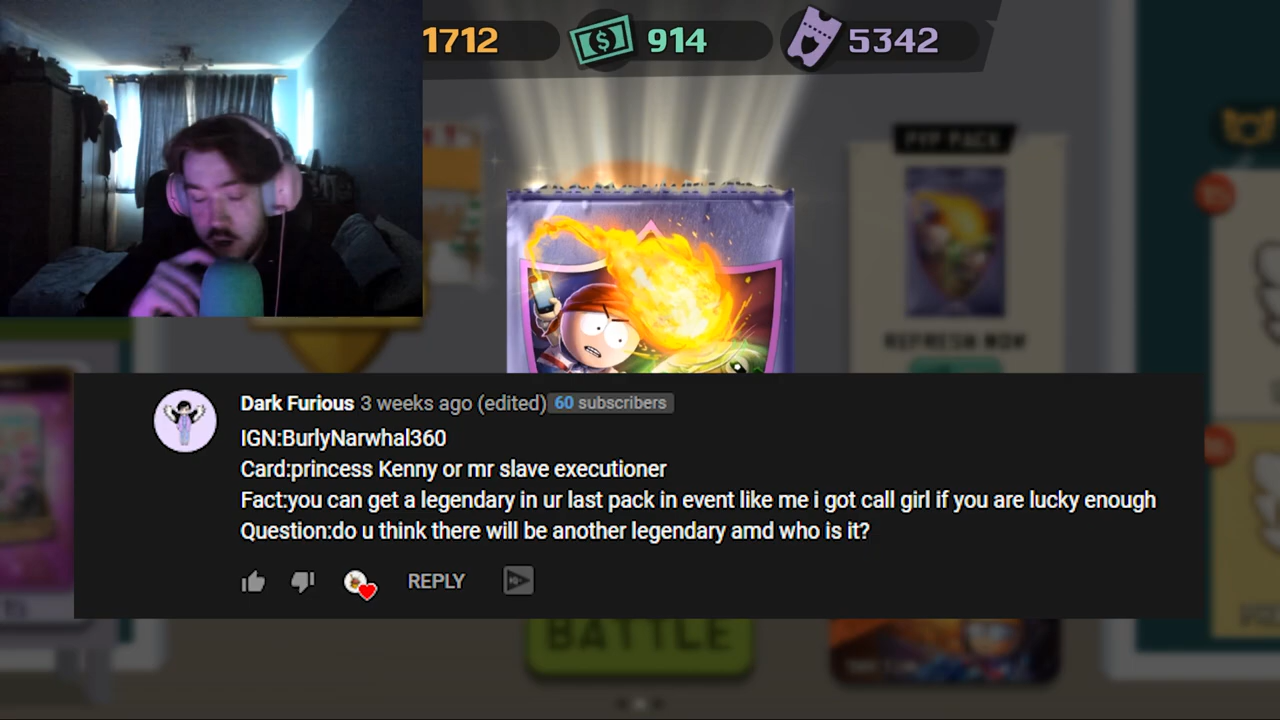 1712 914 5342
PVP PACK
REFRESH NOW
Dark Furious 3 weeks ago (edited) 60 subscribers
IGN:BurlyNarwhal360
Card:princess Kenny or mr slave executioner
Fact:you can get a legendary in ur last pack in event like me i got call girl if you are lucky enough
Question:do u think there will be another legendary amd who is it?
REPLY
BATTLE